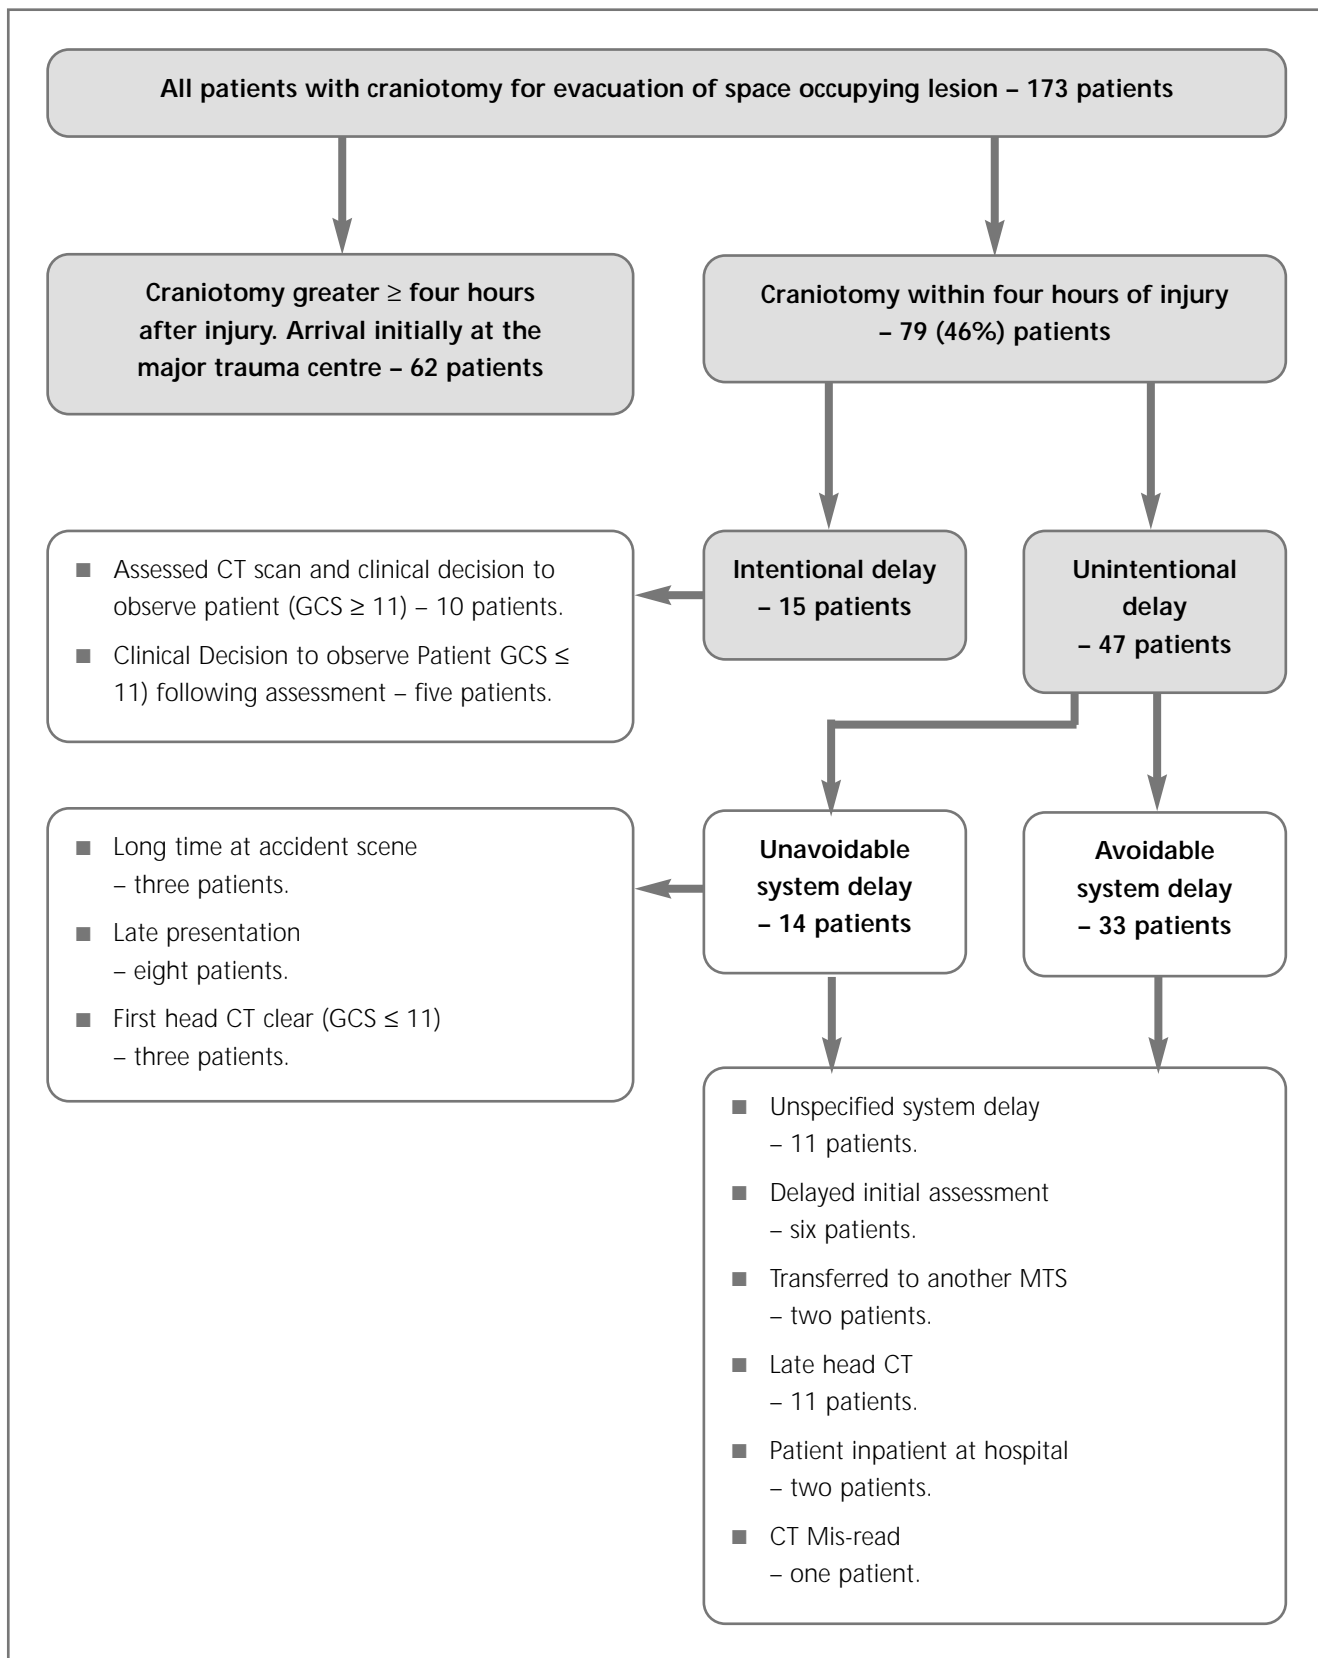 All patients with craniotomy for evacuation of space occupying lesion – 173 patients
Craniotomy greater ≥ four hours
after injury. Arrival initially at the
major trauma centre – 62 patients
Craniotomy within four hours of injury
– 79 (46%) patients
■ Assessed CT scan and clinical decision to
observe patient (GCS ≥ 11) – 10 patients.
■ Clinical Decision to observe Patient GCS ≤
11) following assessment – five patients.
Intentional delay
– 15 patients
Unintentional
delay
– 47 patients
■ Long time at accident scene
– three patients.
■ Late presentation
– eight patients.
■ First head CT clear (GCS ≤ 11)
– three patients.
Unavoidable
system delay
– 14 patients
Avoidable
system delay
– 33 patients
■ Unspecified system delay
– 11 patients.
■ Delayed initial assessment
– six patients.
■ Transferred to another MTS
– two patients.
■ Late head CT
– 11 patients.
■ Patient inpatient at hospital
– two patients.
■ CT Mis-read
– one patient.